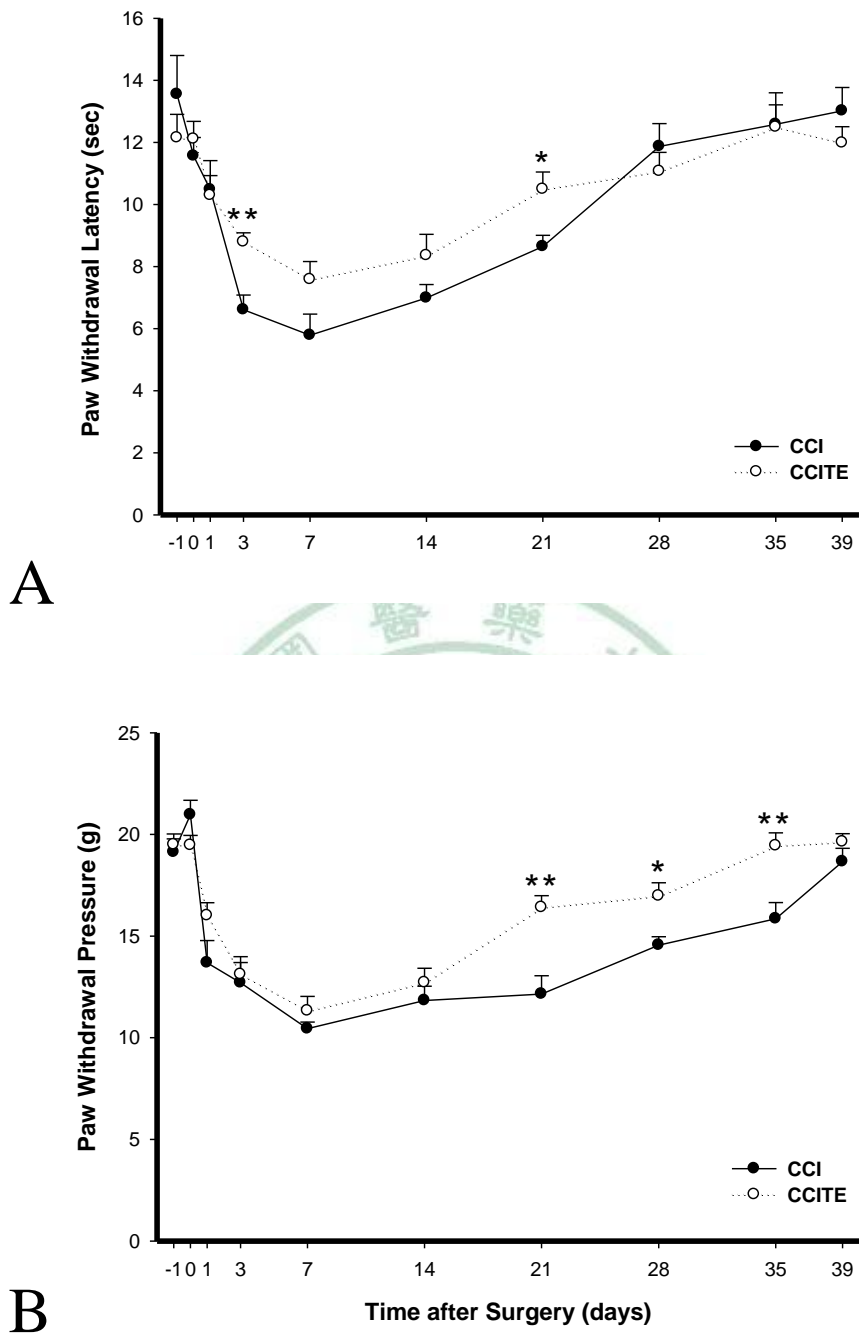 16
14
12
10
8
6
4
2
0
Paw Withdrawal Latency (sec)
**
*
CCI
CCITE
-1 0 1 3 7 14 21 28 35 39
A
醫 藥
25
20
15
10
5
0
Paw Withdrawal Pressure (g)
**
*
**
CCI
CCITE
-1 0 1 3 7 14 21 28 35 39
Time after Surgery (days)
B